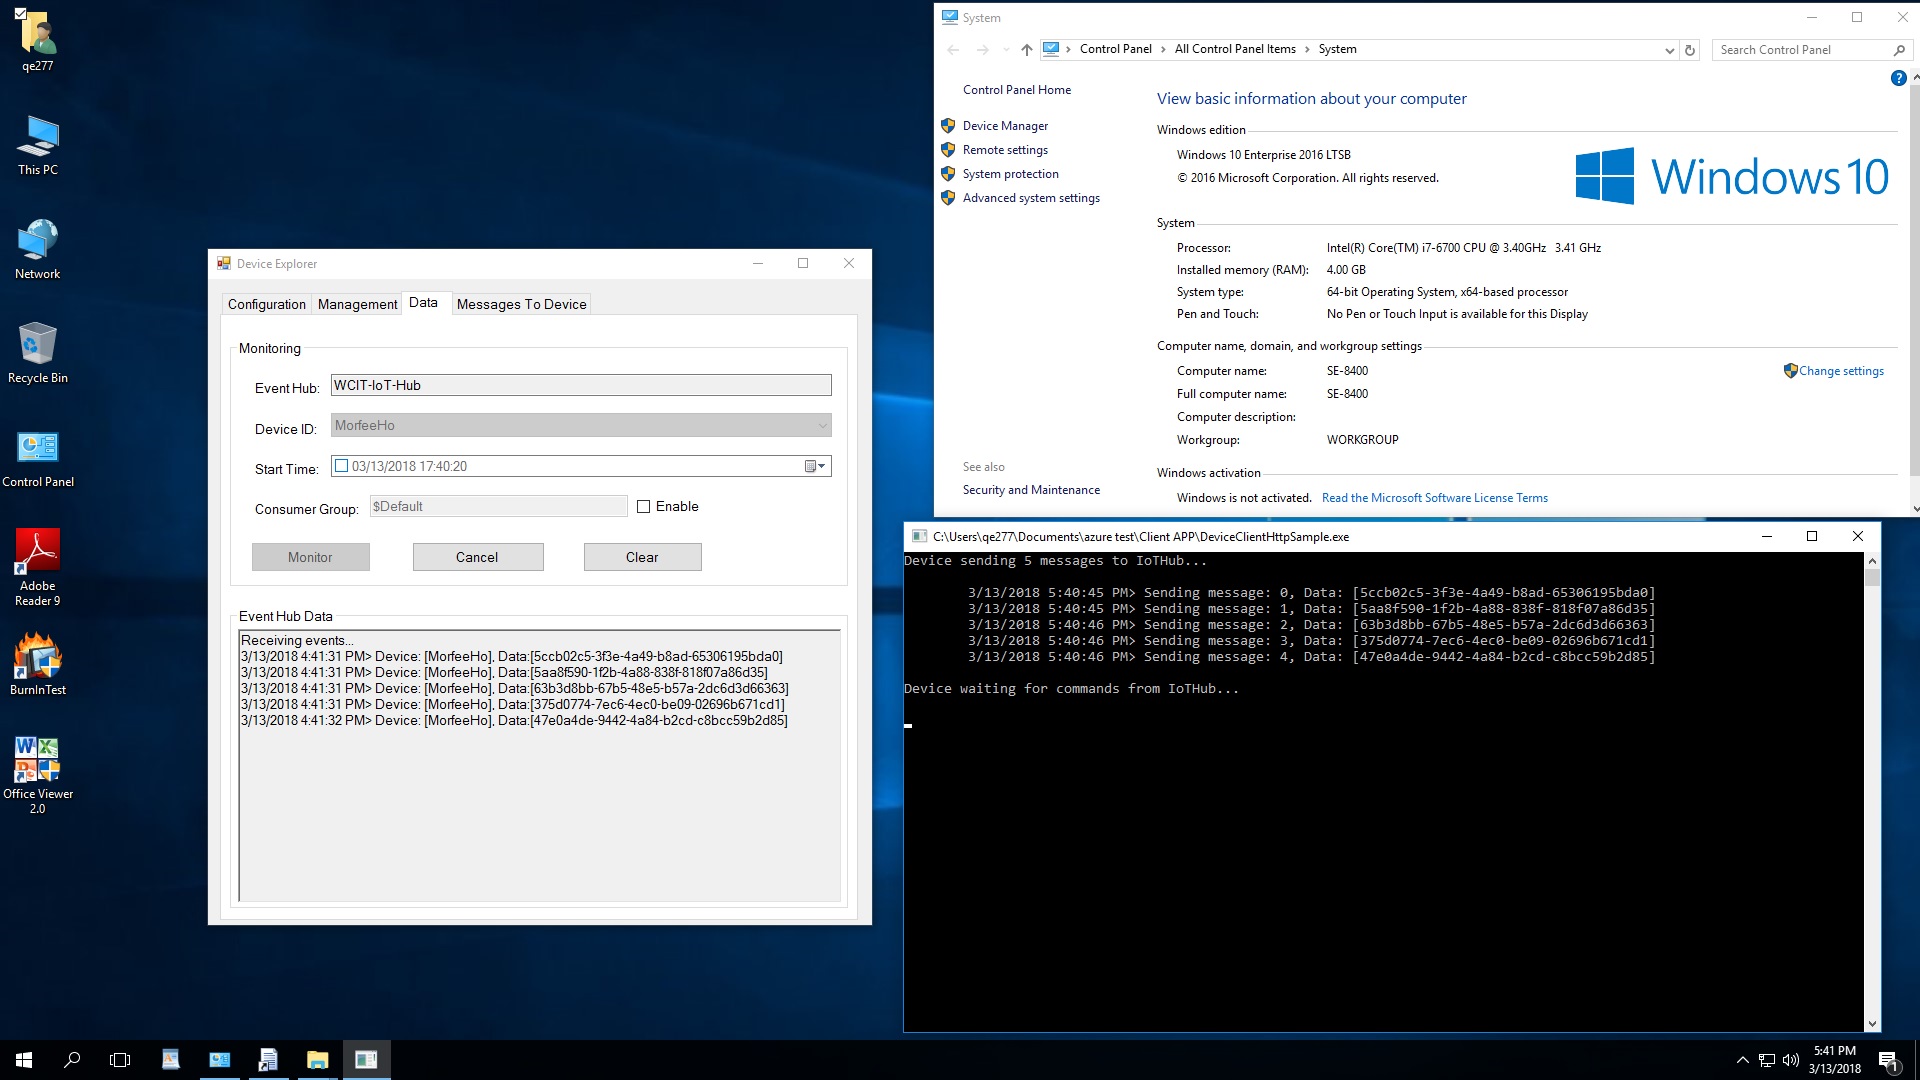 qe277
This PC
Network
Recycle Bin
Control Panel
Adobe
Reader 9
BurnInTest
Office Viewer
2.0
Device Explorer
Configuration
Management
Data
Messages To Device
Monitoring
Event Hub:
WCIT-IoT-Hub
Device ID:
MorfeeHo
Start Time:
03/13/2018 17:40:20
Consumer Group:
$Default
Enable
Monitor
Cancel
Clear
Event Hub Data
Receiving events...
3/13/2018 4:41:31 PM> Device: [MorfeeHo], Data:[5ccb02c5-3f3e-4a49-b8ad-65306195bda0]
3/13/2018 4:41:31 PM> Device: [MorfeeHo], Data:[5aa8f590-1f2b-4a88-838f-818f07a86d35]
3/13/2018 4:41:31 PM> Device: [MorfeeHo], Data:[63b3d8bb-67b5-48e5-b57a-2dc6d3d66363]
3/13/2018 4:41:31 PM> Device: [MorfeeHo], Data:[375d0774-7ec6-4ec0-be09-02696b671cd1]
3/13/2018 4:41:32 PM> Device: [MorfeeHo], Data:[47e0a4de-9442-4a84-b2cd-c8bcc59b2d85]
System
Control Panel
All Control Panel Items
System
Search Control Panel
Control Panel Home
Device Manager
Remote settings
System protection
Advanced system settings
See also
Security and Maintenance
View basic information about your computer
Windows edition
Windows 10 Enterprise 2016 LTSB
© 2016 Microsoft Corporation. All rights reserved.
Windows 10
System
Processor: Intel(R) Core(TM) i7-6700 CPU @ 3.40GHz 3.41 GHz
Installed memory (RAM): 4.00 GB
System type: 64-bit Operating System, x64-based processor
Pen and Touch: No Pen or Touch Input is available for this Display
Computer name, domain, and workgroup settings
Computer name: SE-8400
Change settings
Full computer name: SE-8400
Computer description:
Workgroup: WORKGROUP
Windows activation
Windows is not activated. Read the Microsoft Software License Terms
C:\Users\qe277\Documents\azure test\Client APP\DeviceClientHttpSample.exe
Device sending 5 messages to IoTHub...
3/13/2018 5:40:45 PM> Sending message: 0, Data: [5ccb02c5-3f3e-4a49-b8ad-65306195bda0]
3/13/2018 5:40:45 PM> Sending message: 1, Data: [5aa8f590-1f2b-4a88-838f-818f07a86d35]
3/13/2018 5:40:46 PM> Sending message: 2, Data: [63b3d8bb-67b5-48e5-b57a-2dc6d3d66363]
3/13/2018 5:40:46 PM> Sending message: 3, Data: [375d0774-7ec6-4ec0-be09-02696b671cd1]
3/13/2018 5:40:46 PM> Sending message: 4, Data: [47e0a4de-9442-4a84-b2cd-c8bcc59b2d85]
Device waiting for commands from IoTHub...
5:41 PM
3/13/2018
1